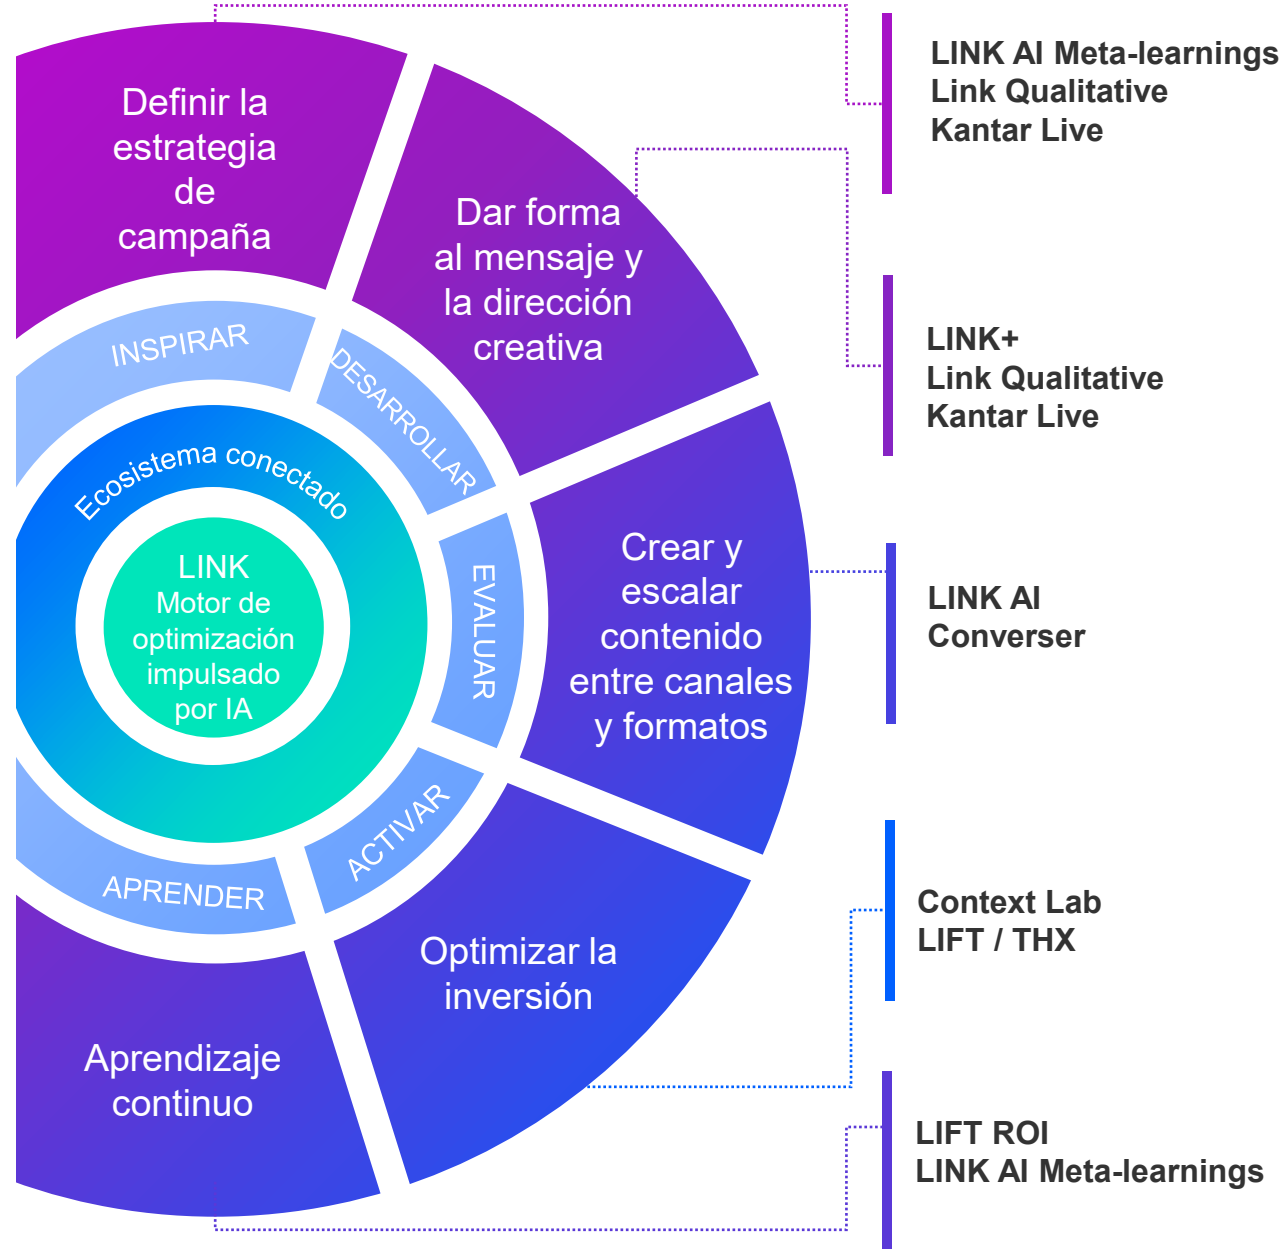 Definir la
estrategia
de
campaña
Dar forma
al mensaje y
la dirección
creativa
Crear y
escalar
contenido
entre canales
y formatos
Optimizar la
inversión
Aprendizaje
continuo
INSPIRAR
DESARROLLAR
EVALUAR
ACTIVAR
APRENDER
Ecosistema conectado
LINK
Motor de
optimización
impulsado
por IA
LINK AI Meta-learnings
Link Qualitative
Kantar Live
LINK+
Link Qualitative
Kantar Live
LINK AI
Converser
Context Lab
LIFT / THX
LIFT ROI
LINK AI Meta-learnings